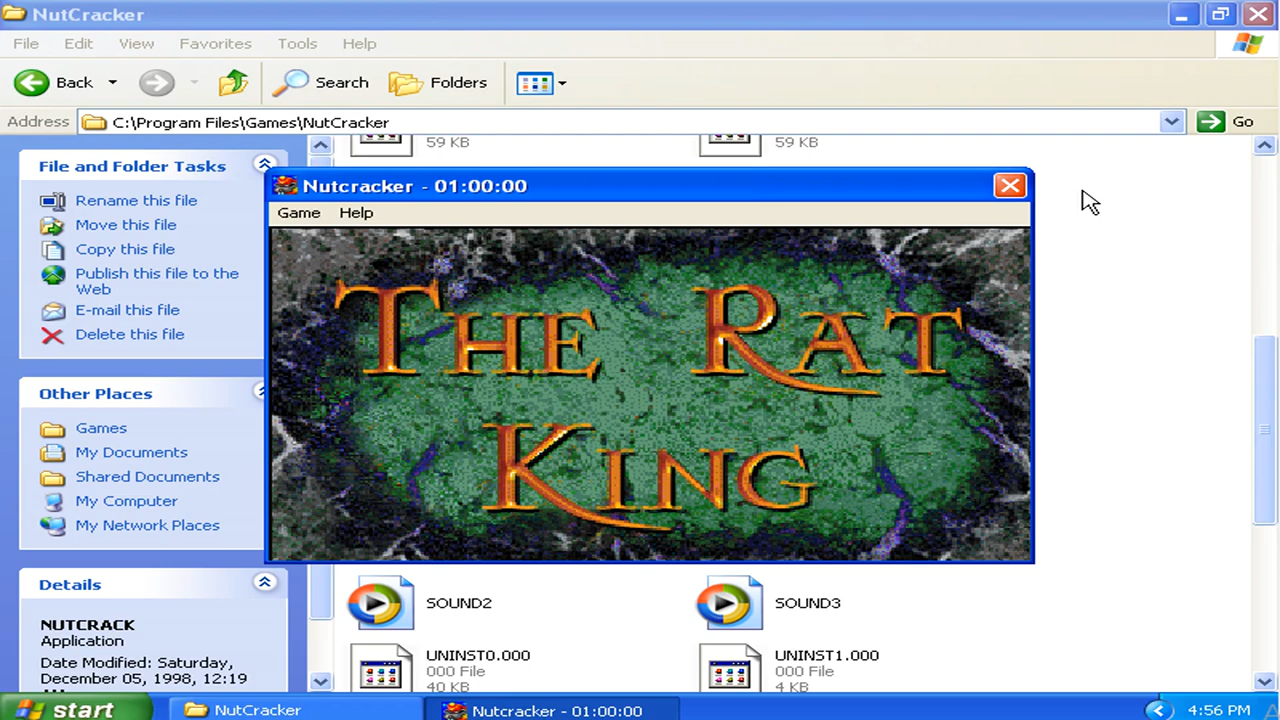 NutCracker
File Edit View Favorites Tools Help
Back Search Folders
Address C:\Program Files\Games\NutCracker Go
File and Folder Tasks
Rename this file
Move this file
Copy this file
Publish this file to the
Web
E-mail this file
Delete this file
Other Places
Games
My Documents
Shared Documents
My Computer
My Network Places
Details
NUTCRACK
Application
Date Modified: Saturday,
December 05, 1998, 12:19
59 KB 59 KB
Nutcracker - 01:00:00
Game Help
THE RAT
KING
SOUND2 SOUND3
UNINST0.000 UNINST1.000
000 File 000 File
40 KB 4 KB
start NutCracker Nutcracker - 01:00:00 4:56 PM